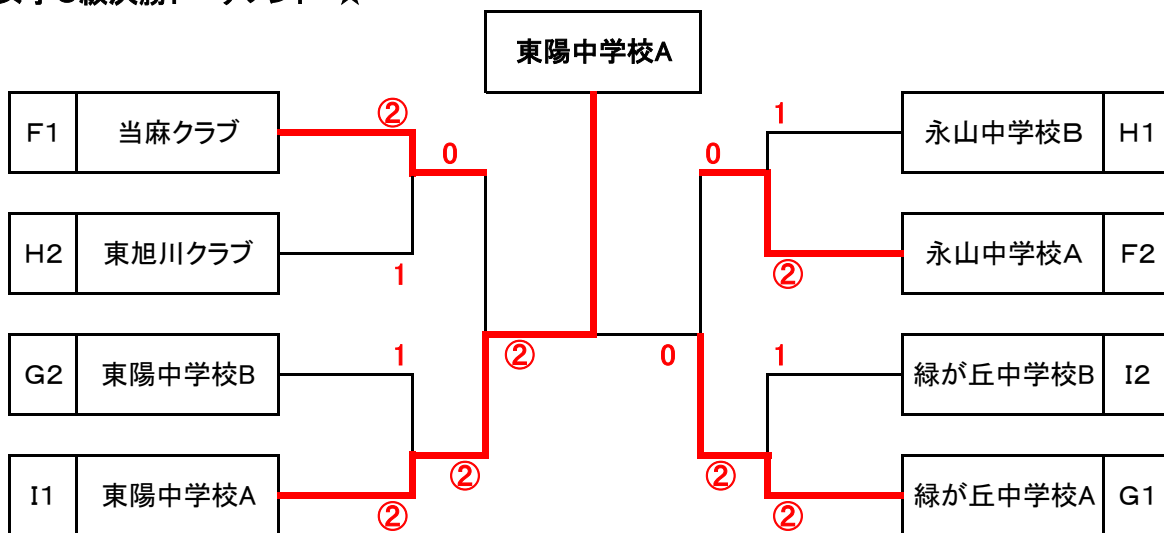 東陽中学校A
F1 当麻クラブ ② 0 0 1 永山中学校B H1
H2 東旭川クラブ 1 ② 永山中学校A F2
G2 東陽中学校B 1 ② 0 1 緑が丘中学校B I2
I1 東陽中学校A ② ② ② ② 緑が丘中学校A G1